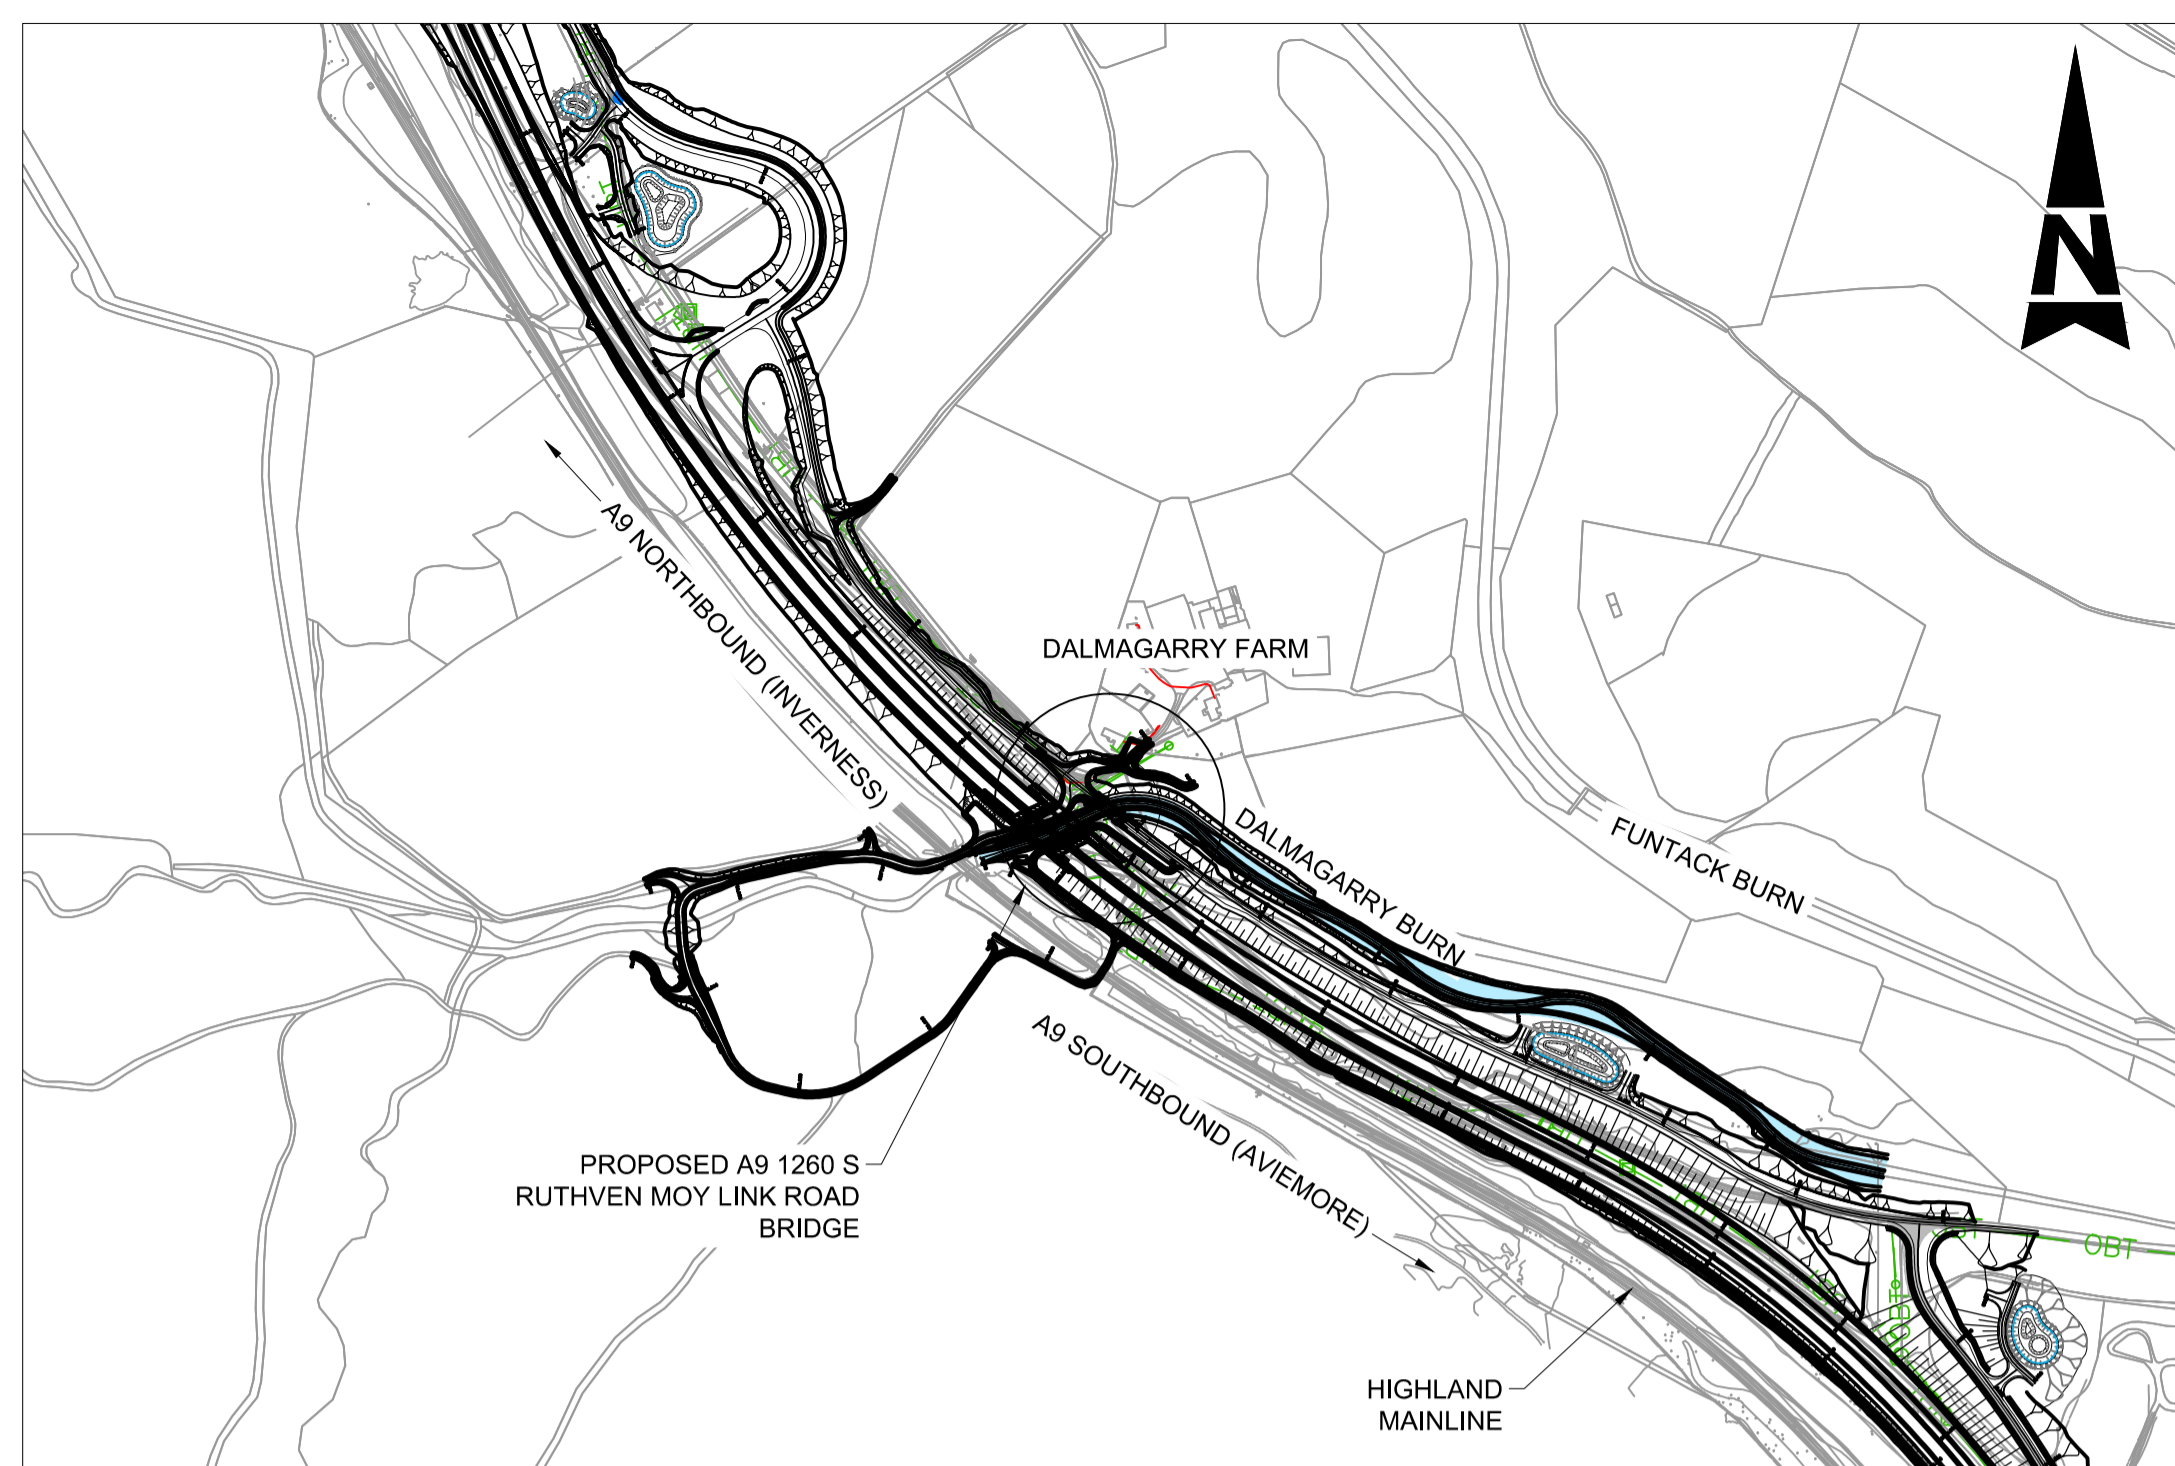 N
A9 NORTHBOUND (INVERNESS)
DALMAGARRY FARM
DALMAGARRY BURN
FUNTACK BURN
A9 SOUTHBOUND (AVIEMORE)
PROPOSED A9 1260 S
RUTHVEN MOY LINK ROAD
BRIDGE
OBT
OBT
HIGHLAND
MAINLINE